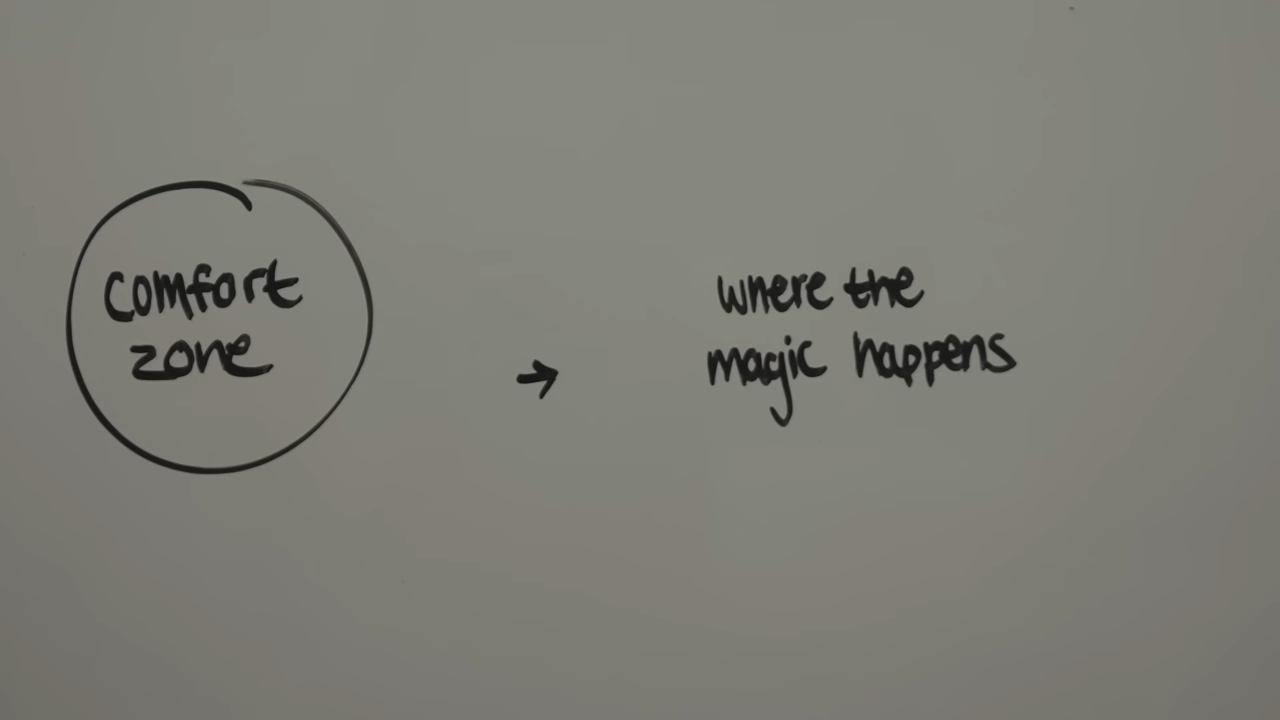 comfort
zone
→
where the
magic happens